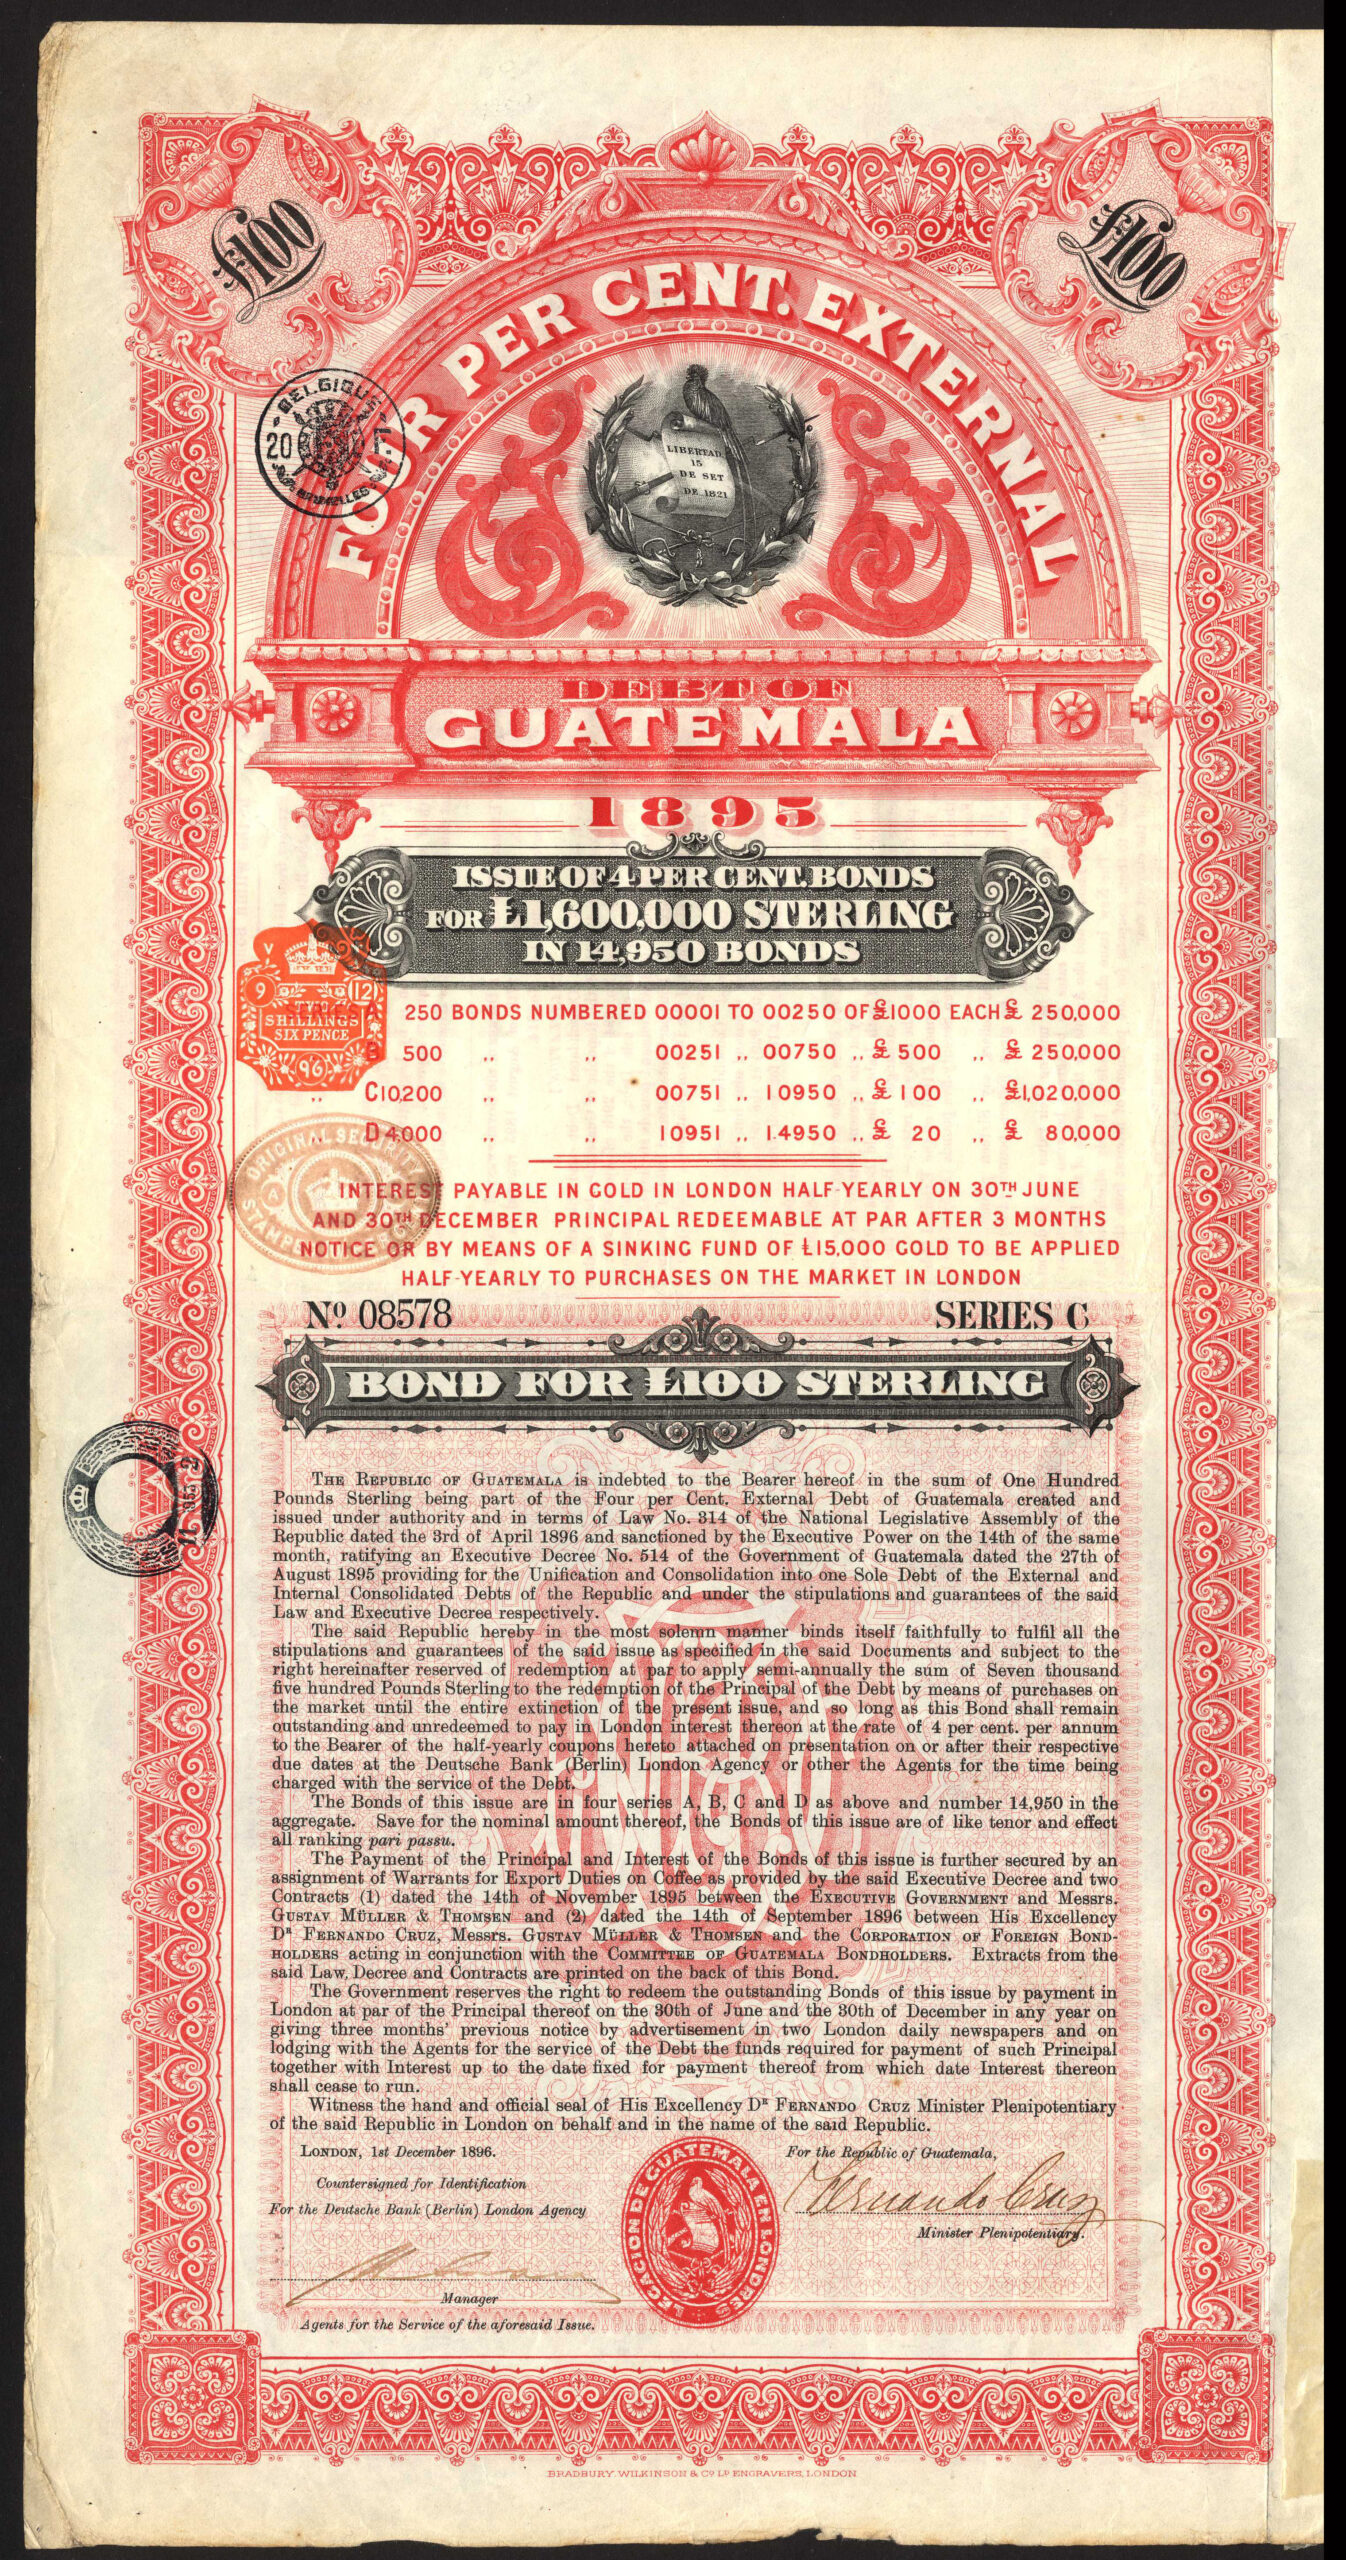 £100
£100
FOUR PER CENT. EXTERNAL
BELGIQUE
20
BRUXELLES
LIBERTAD
15
DE SET
DE 1821
DEBT OF
GUATEMALA
1895
ISSUE OF 4 PER CENT. BONDS
FOR £1,600,000 STERLING
IN 14,950 BONDS
V
9 12
SHILLINGS
SIX PENCE
96
SERIES A 250 BONDS NUMBERED 00001 TO 00250 OF £1000 EACH £ 250,000
B 500 „ „ 00251 „ 00750 „ £ 500 „ £ 250,000
„ C 10,200 „ „ 00751 „ 10950 „ £ 100 „ £1,020,000
„ D 4,000 „ „ 10951 „ 14950 „ £ 20 „ £ 80,000
ORIGINAL SECURITY
INTEREST PAYABLE IN GOLD IN LONDON HALF-YEARLY ON 30TH JUNE
AND 30TH DECEMBER PRINCIPAL REDEEMABLE AT PAR AFTER 3 MONTHS
NOTICE OR BY MEANS OF A SINKING FUND OF £15,000 GOLD TO BE APPLIED
HALF-YEARLY TO PURCHASES ON THE MARKET IN LONDON
No. 08578 SERIES C
BOND FOR £100 STERLING
THE REPUBLIC OF GUATEMALA is indebted to the Bearer hereof in the sum of One Hundred
Pounds Sterling being part of the Four per Cent. External Debt of Guatemala created and
issued under authority and in terms of Law No. 314 of the National Legislative Assembly of the
Republic dated the 3rd of April 1896 and sanctioned by the Executive Power on the 14th of the same
month, ratifying an Executive Decree No. 514 of the Government of Guatemala dated the 27th of
August 1895 providing for the Unification and Consolidation into one Sole Debt of the External and
Internal Consolidated Debts of the Republic and under the stipulations and guarantees of the said
Law and Executive Decree respectively.
The said Republic hereby in the most solemn manner binds itself faithfully to fulfil all the
stipulations and guarantees of the said issue as specified in the said Documents and subject to the
right hereinafter reserved of redemption at par to apply semi-annually the sum of Seven thousand
five hundred Pounds Sterling to the redemption of the Principal of the Debt by means of purchases on
the market until the entire extinction of the present issue, and so long as this Bond shall remain
outstanding and unredeemed to pay in London interest thereon at the rate of 4 per cent. per annum
to the Bearer of the half-yearly coupons hereto attached on presentation on or after their respective
due dates at the Deutsche Bank (Berlin) London Agency or other the Agents for the time being
charged with the service of the Debt.
The Bonds of this issue are in four series A, B, C and D as above and number 14,950 in the
aggregate. Save for the nominal amount thereof, the Bonds of this issue are of like tenor and effect
all ranking pari passu.
The Payment of the Principal and Interest of the Bonds of this issue is further secured by an
assignment of Warrants for Export Duties on Coffee as provided by the said Executive Decree and two
Contracts (1) dated the 14th of November 1895 between the EXECUTIVE GOVERNMENT and Messrs.
GUSTAV MÜLLER & THOMSEN and (2) dated the 14th of September 1896 between His Excellency
DR FERNANDO CRUZ, Messrs. GUSTAV MÜLLER & THOMSEN and the CORPORATION OF FOREIGN BOND-
HOLDERS acting in conjunction with the COMMITTEE OF GUATEMALA BONDHOLDERS. Extracts from the
said Law, Decree and Contracts are printed on the back of this Bond.
The Government reserves the right to redeem the outstanding Bonds of this issue by payment in
London at par of the Principal thereof on the 30th of June and the 30th of December in any year on
giving three months' previous notice by advertisement in two London daily newspapers and on
lodging with the Agents for the service of the Debt the funds required for payment of such Principal
together with Interest up to the date fixed for payment thereof from which date Interest thereon
shall cease to run.
Witness the hand and official seal of His Excellency DR FERNANDO CRUZ Minister Plenipotentiary
of the said Republic in London on behalf and in the name of the said Republic.
LONDON, 1st December 1896. For the Republic of Guatemala,
Countersigned for Identification
For the Deutsche Bank (Berlin) London Agency
Fernando Cruz
Minister Plenipotentiary.
LEGACION DE GUATEMALA EN LONDRES
Manager
Agents for the Service of the aforesaid Issue.
BRADBURY, WILKINSON & Co. LD. ENGRAVERS, LONDON